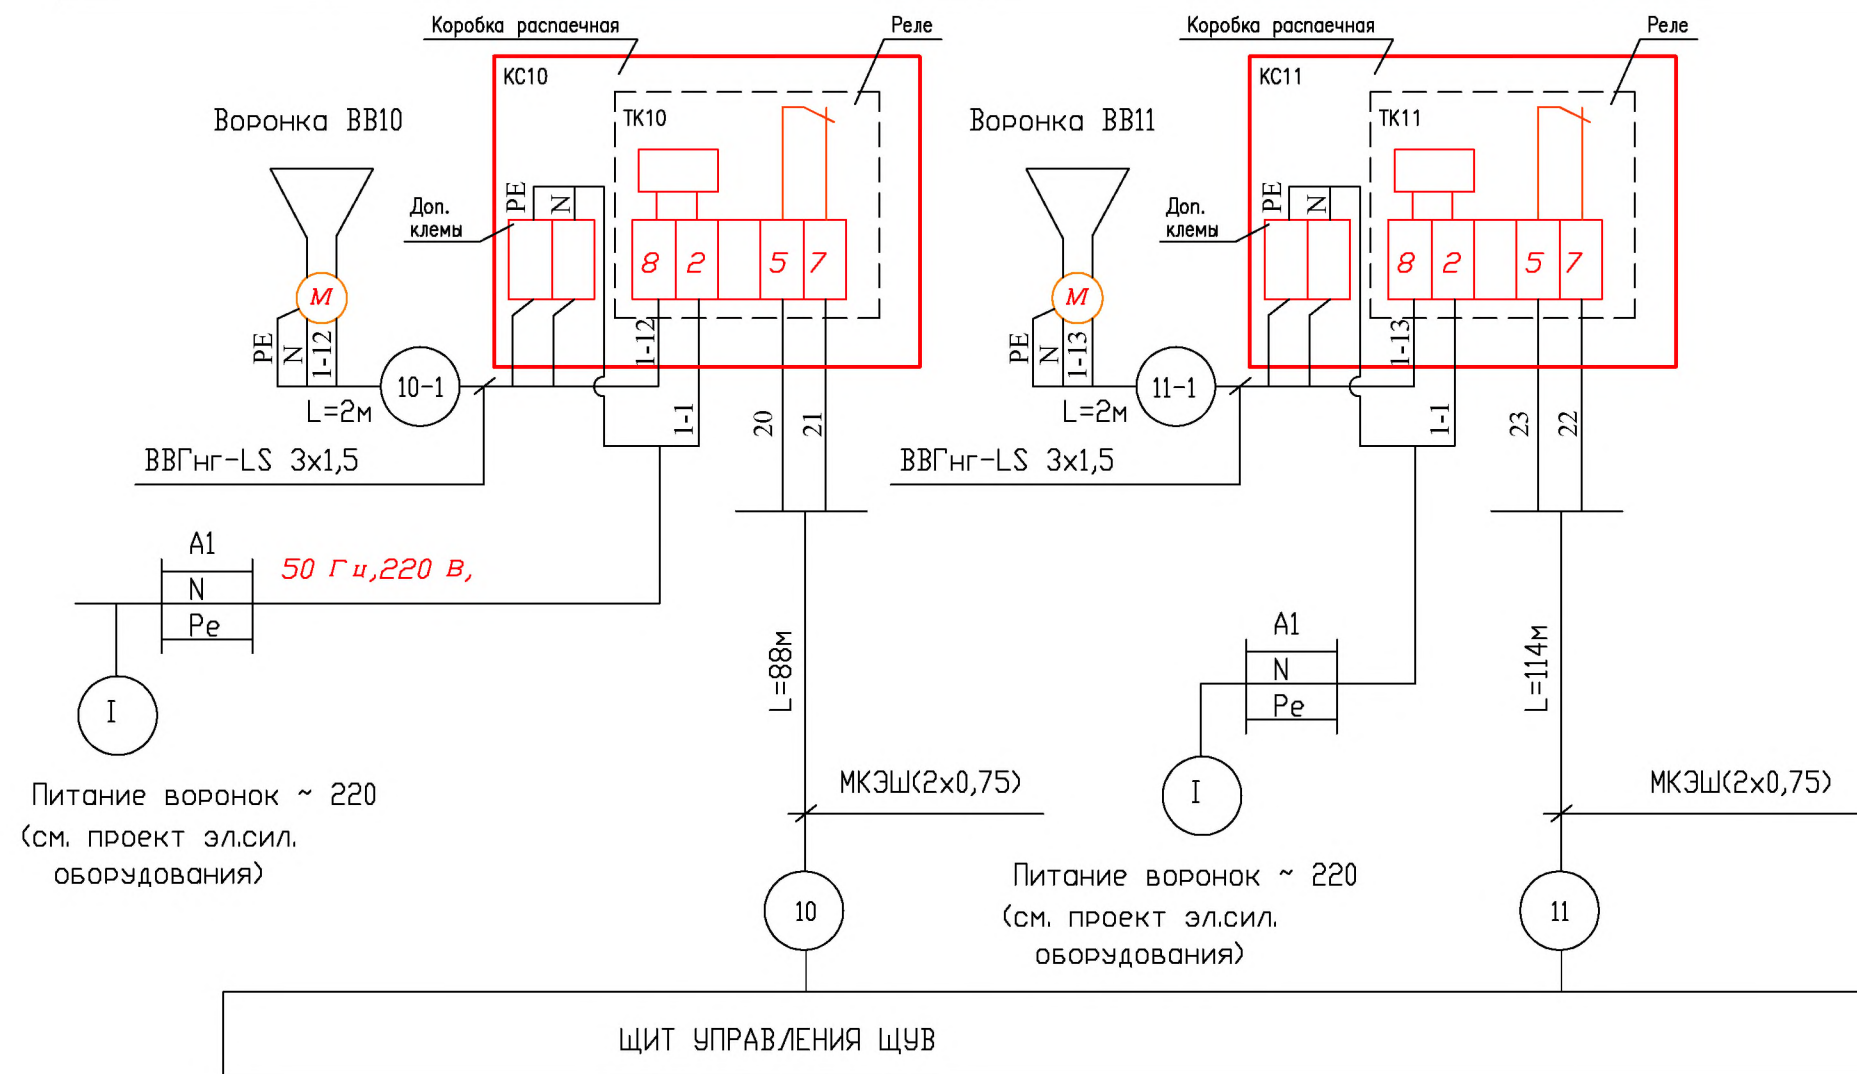 Коробка распаечная
Реле
КС10
ТК10
Воронка ВВ10
PE
N
Доп.
клемы
8
2
5
7
М
PE
N
1-12
1-12
10-1
L=2м
1-1
20
21
ВВГнг-LS 3х1,5
А1
N
Pe
50 Гц,220 В,
I
Питание воронок ~ 220
(см. проект эл.сил.
оборудования)
L=88м
МКЭШ(2х0,75)
10
Коробка распаечная
Реле
КС11
ТК11
Воронка ВВ11
PE
N
Доп.
клемы
8
2
5
7
М
PE
N
1-13
1-13
11-1
L=2м
1-1
23
22
ВВГнг-LS 3х1,5
А1
N
Pe
I
Питание воронок ~ 220
(см. проект эл.сил.
оборудования)
L=114м
МКЭШ(2х0,75)
11
ЩИТ УПРАВЛЕНИЯ ЩУВ